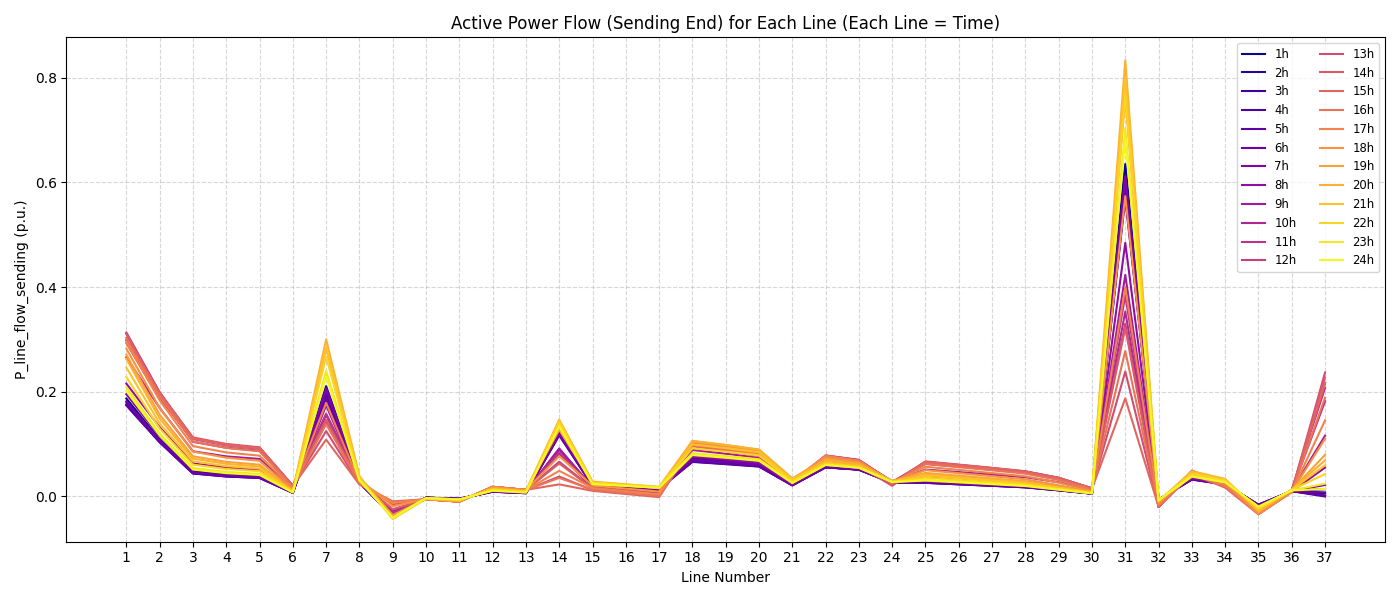 Active Power Flow (Sending End) for Each Line (Each Line = Time)
P_line_flow_sending (p.u.)
0.8
0.6
0.4
0.2
0.0
1h 13h
2h 14h
3h 15h
4h 16h
5h 17h
6h 18h
7h 19h
8h 20h
9h 21h
10h 22h
11h 23h
12h 24h
1 2 3 4 5 6 7 8 9 10 11 12 13 14 15 16 17 18 19 20 21 22 23 24 25 26 27 28 29 30 31 32 33 34 35 36 37
Line Number